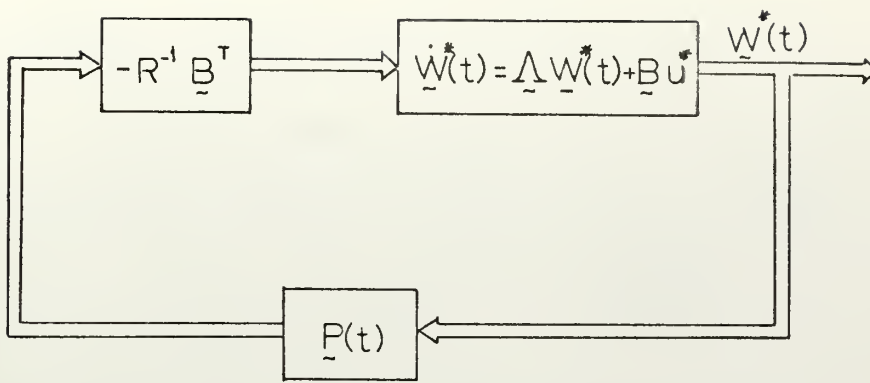 -R⁻¹ B̰ᵀ
Ẇ̰*(t) = Λ̰ W̰*(t) + B̰ u*
W̰*(t)
P̰(t)